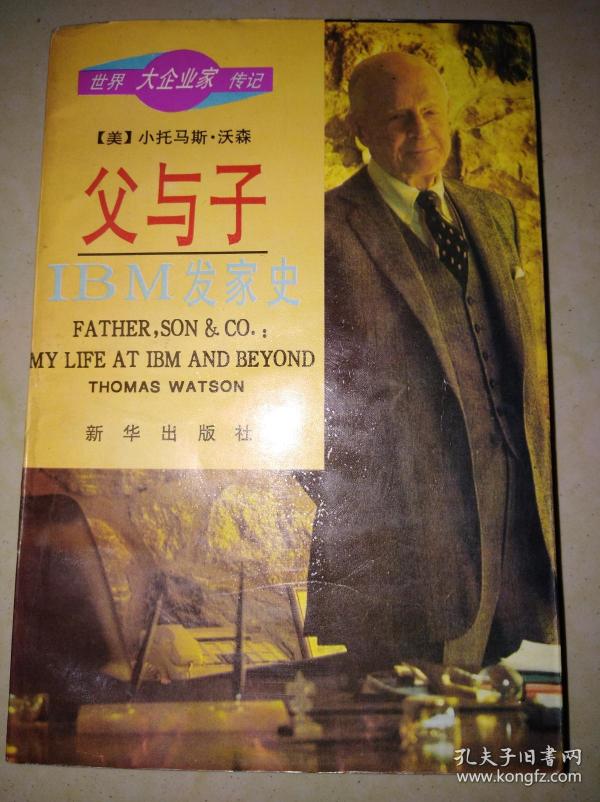 世界 大企业家 传记
【美】小托马斯·沃森
父与子
IBM发家史
FATHER,SON & CO.:
MY LIFE AT IBM AND BEYOND
THOMAS WATSON
新华出版社
孔夫子旧书网
www.kongfz.com